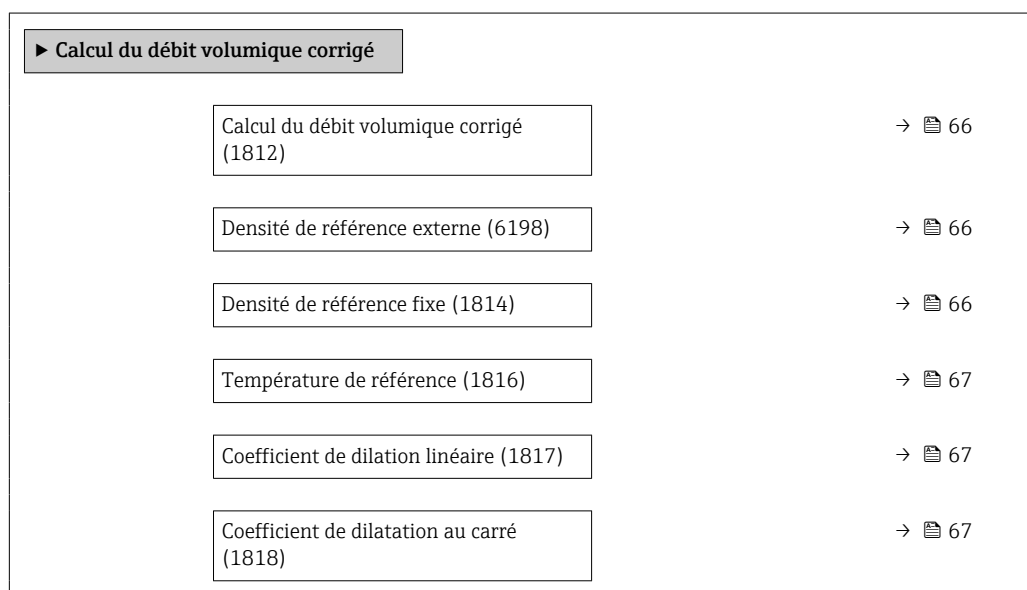 ▶ Calcul du débit volumique corrigé
Calcul du débit volumique corrigé
(1812)
→ 66
Densité de référence externe (6198)
→ 66
Densité de référence fixe (1814)
→ 66
Température de référence (1816)
→ 67
Coefficient de dilation linéaire (1817)
→ 67
Coefficient de dilatation au carré
(1818)
→ 67